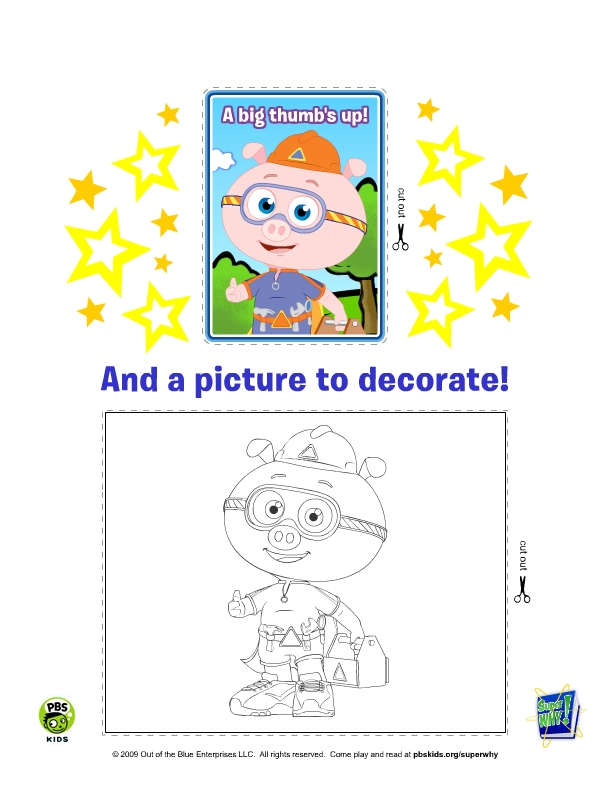 A big thumb's up!
cut out
And a picture to decorate!
cut out
PBS
KIDS
SUPER
WHY!
© 2009 Out of the Blue Enterprises LLC. All rights reserved. Come play and read at pbskids.org/superwhy